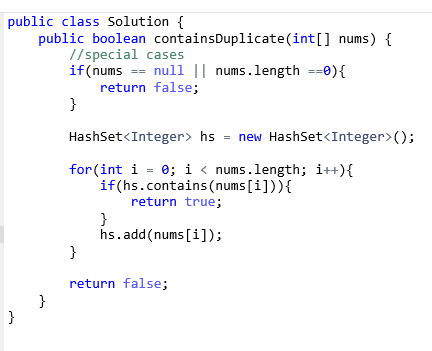 public class Solution {
    public boolean containsDuplicate(int[] nums) {
        //special cases
        if(nums == null || nums.length ==0){
            return false;
        }
        HashSet<Integer> hs = new HashSet<Integer>();
        for(int i = 0; i < nums.length; i++){
            if(hs.contains(nums[i])){
                return true;
            }
            hs.add(nums[i]);
        }
        return false;
    }
}